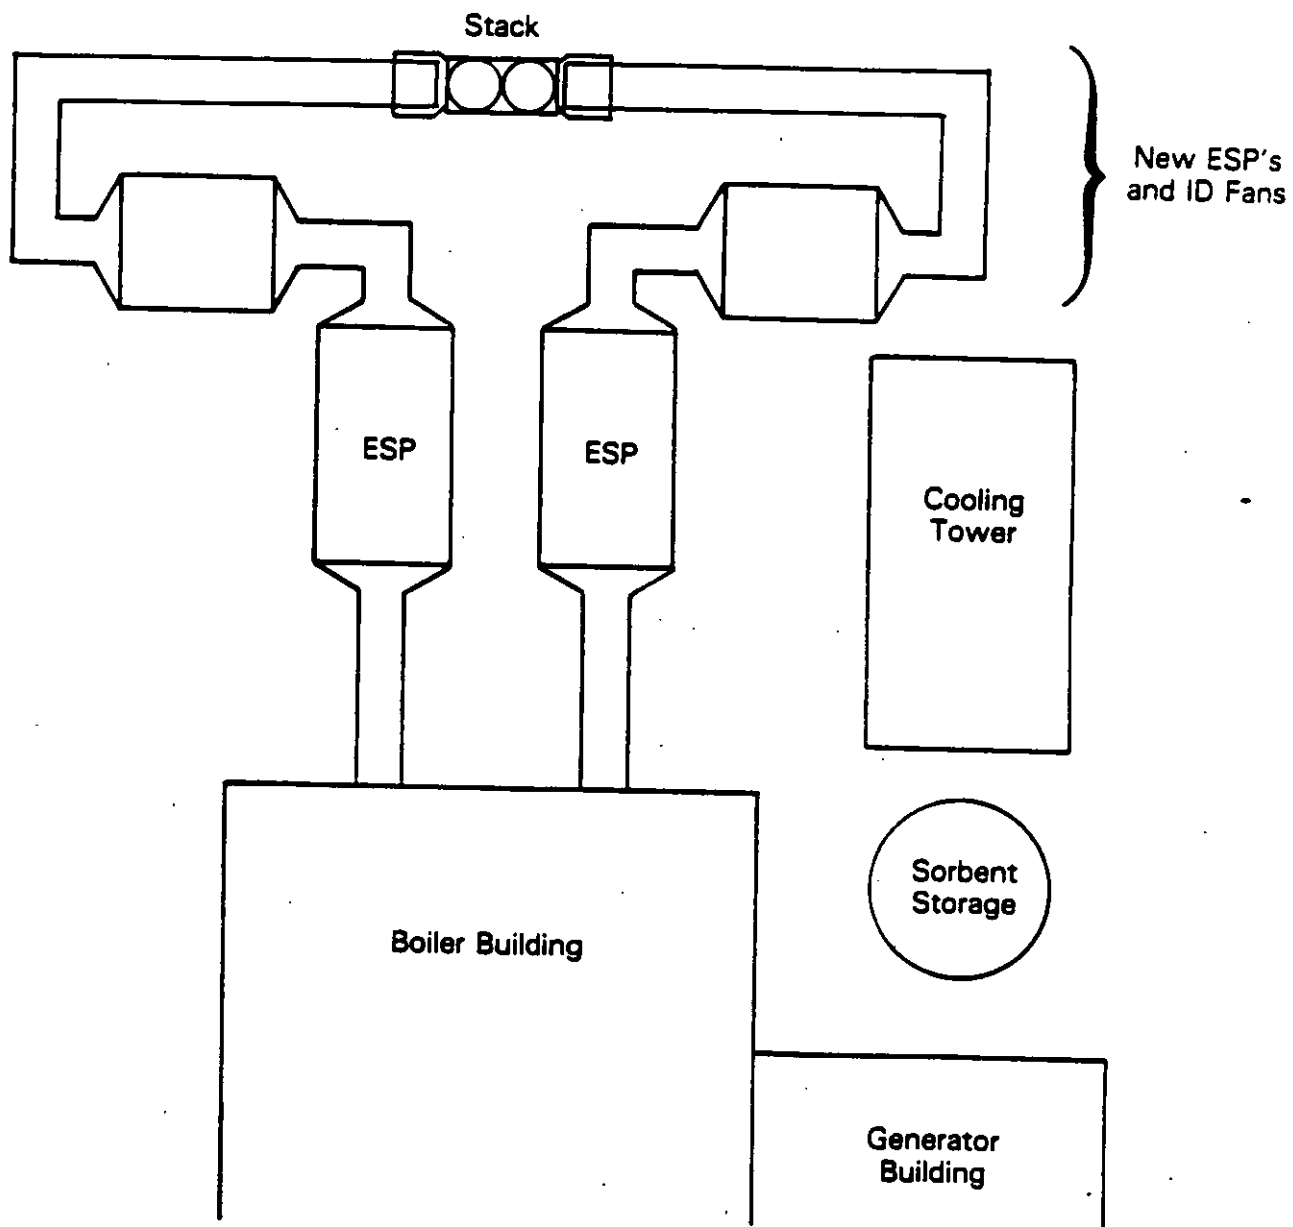 Stack
New ESP's
and ID Fans
ESP
ESP
Cooling
Tower
Sorbent
Storage
Boiler Building
Generator
Building